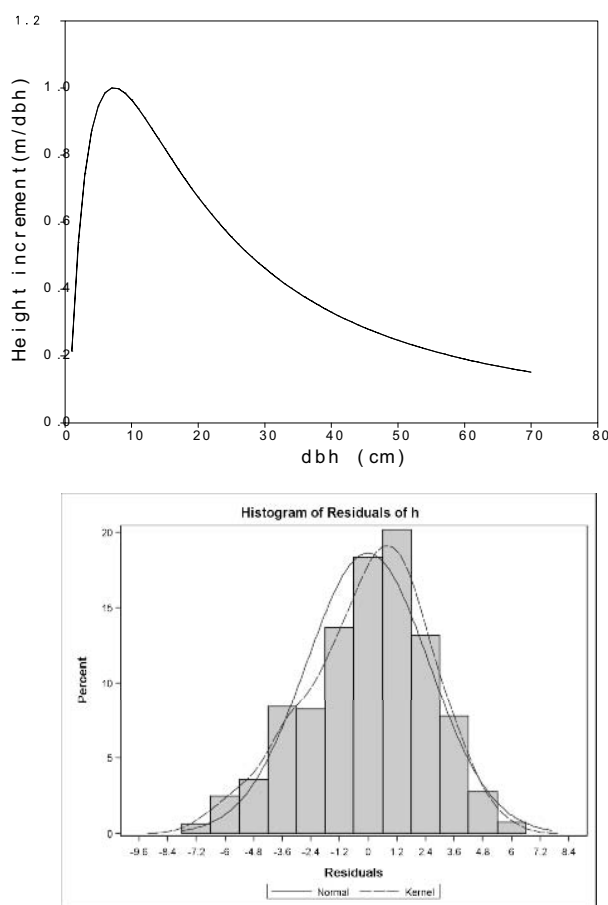 1.2
1.0
0.8
0.6
0.4
0.2
0.0
Height increment(m/dbh)
0 10 20 30 40 50 60 70 80
dbh (cm)
Histogram of Residuals of h
20
15
10
5
0
Percent
-9.6 -8.4 -7.2 -6 -4.8 -3.6 -2.4 -1.2 0 1.2 2.4 3.6 4.8 6 7.2 8.4
Residuals
Normal Kernel